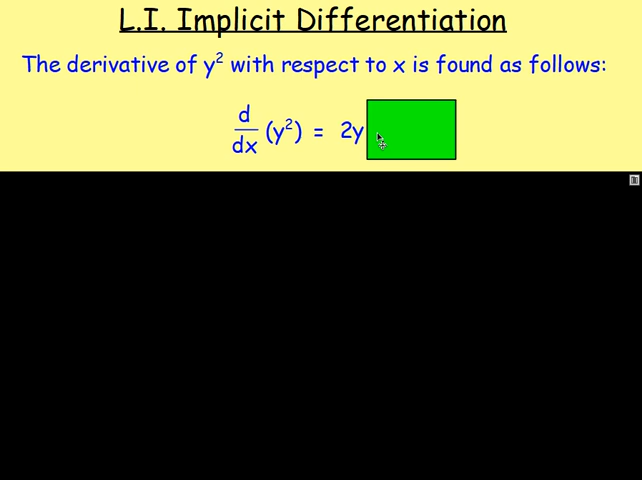 L.I. Implicit Differentiation
The derivative of y² with respect to x is found as follows:
d/dx (y²) = 2y